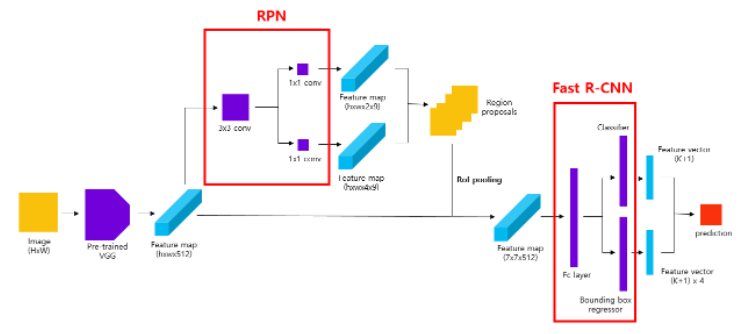 RPN
1x1 conv
Feature map
(hxwx2x9)
3x3 conv
1x1 conv
Feature map
(hxwx4x9)
Region
proposals
RoI pooling
Fast R-CNN
Classifier
Feature vector
(K+1)
Image
(HxW)
Pre-trained
VGG
Feature map
(hxwx512)
Feature map
(7x7x512)
Fc layer
Bounding box
regressor
Feature vector
(K+1) x 4
prediction